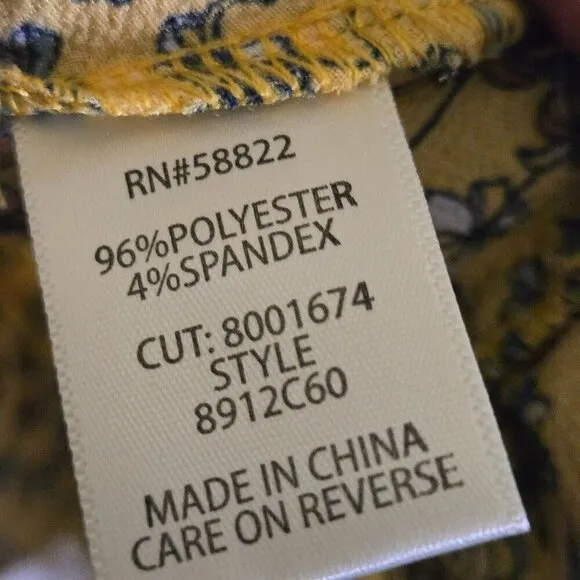 RN#58822
96%POLYESTER
4%SPANDEX
CUT: 8001674
STYLE
8912C60
MADE IN CHINA
CARE ON REVERSE